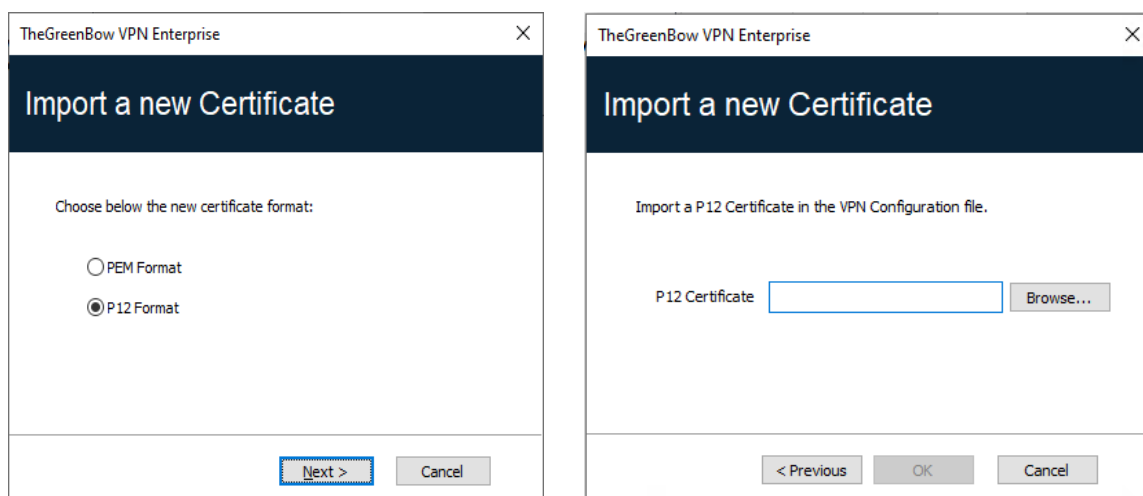 TheGreenBow VPN Enterprise
Import a new Certificate
Choose below the new certificate format:
PEM Format
P12 Format
Next >
Cancel
TheGreenBow VPN Enterprise
Import a new Certificate
Import a P12 Certificate in the VPN Configuration file.
P12 Certificate
Browse...
< Previous
OK
Cancel